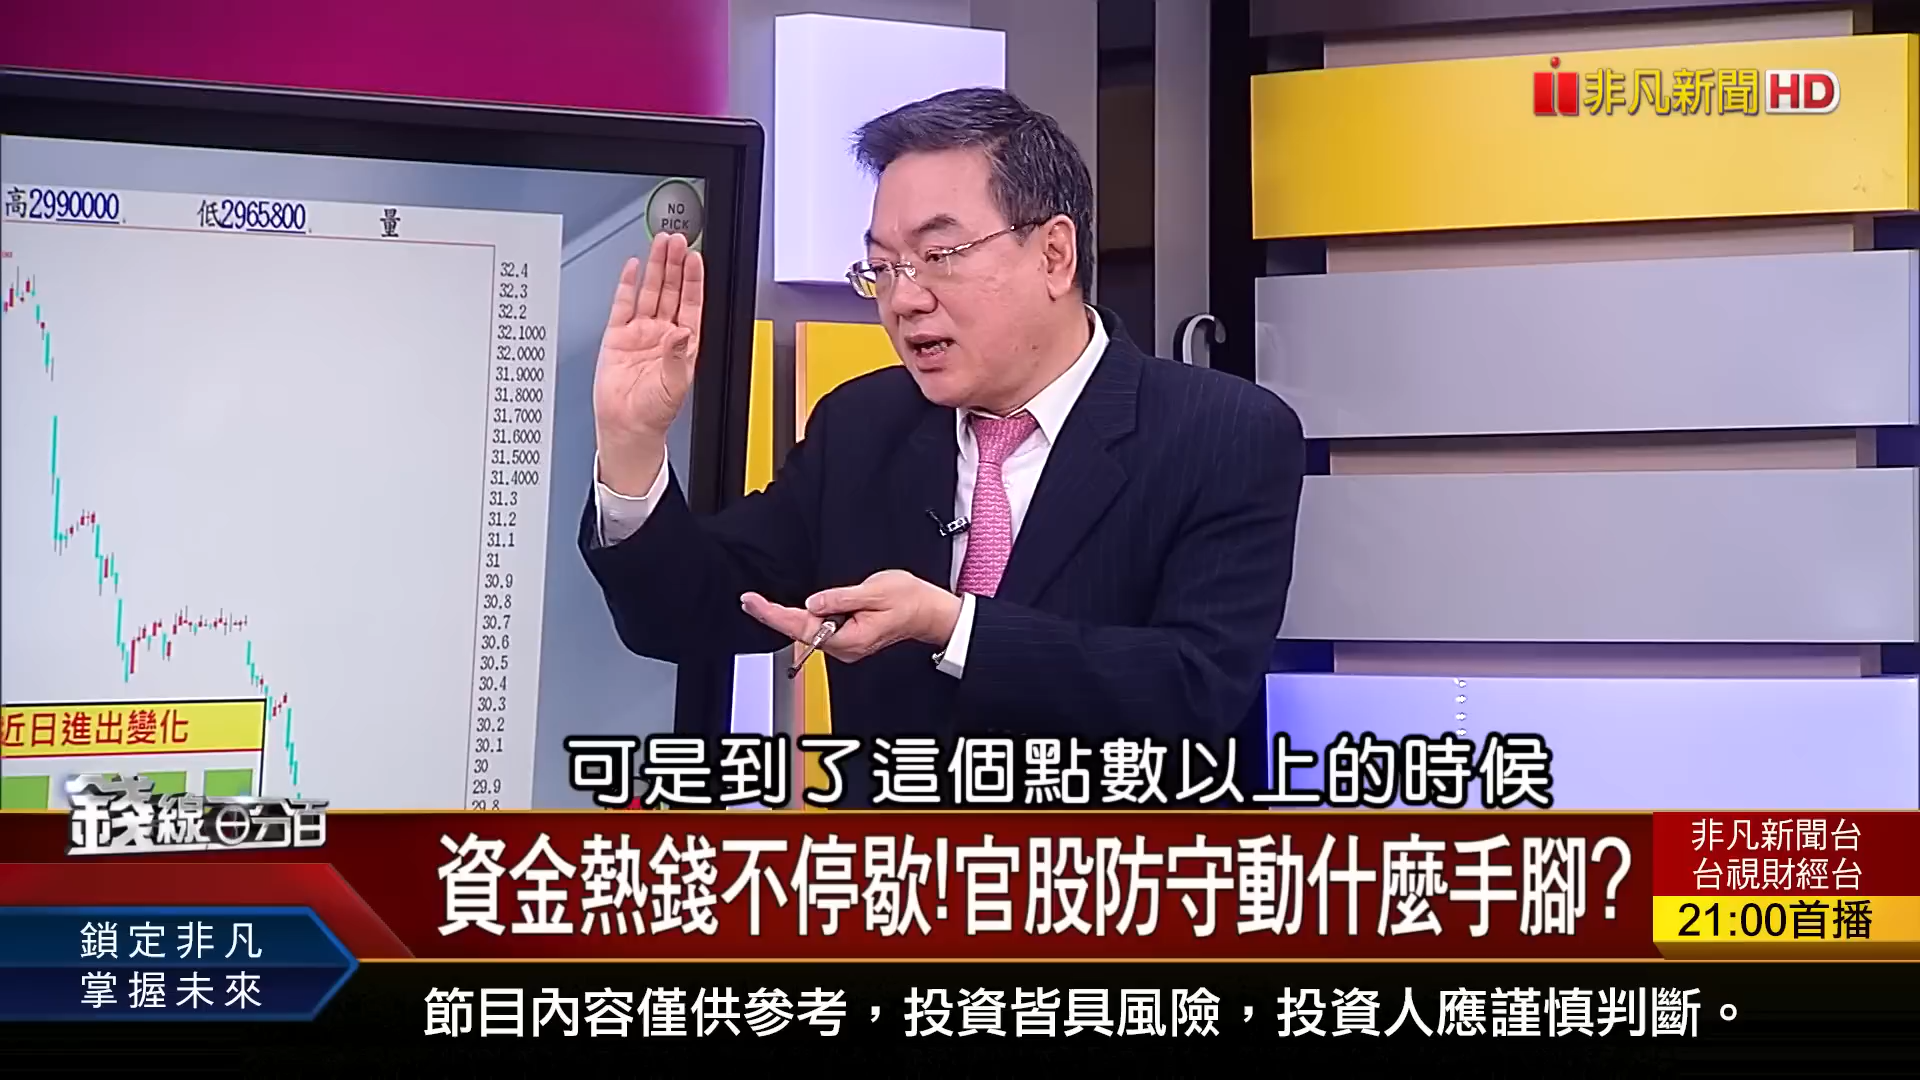 非凡新聞HD
高2990000 低2965800 量
NO
PICK
32.4
32.3
32.2
32.1000
32.0000
31.9000
31.8000
31.7000
31.6000
31.5000
31.4000
31.3
31.2
31.1
31
30.9
30.8
30.7
30.6
30.5
30.4
30.3
30.2
30.1
30
29.9
29.8
近日進出變化
可是到了這個點數以上的時候
錢線百分百
資金熱錢不停歇!官股防守動什麼手腳?
非凡新聞台
台視財經台
21:00首播
鎖定非凡
掌握未來
節目內容僅供參考，投資皆具風險，投資人應謹慎判斷。